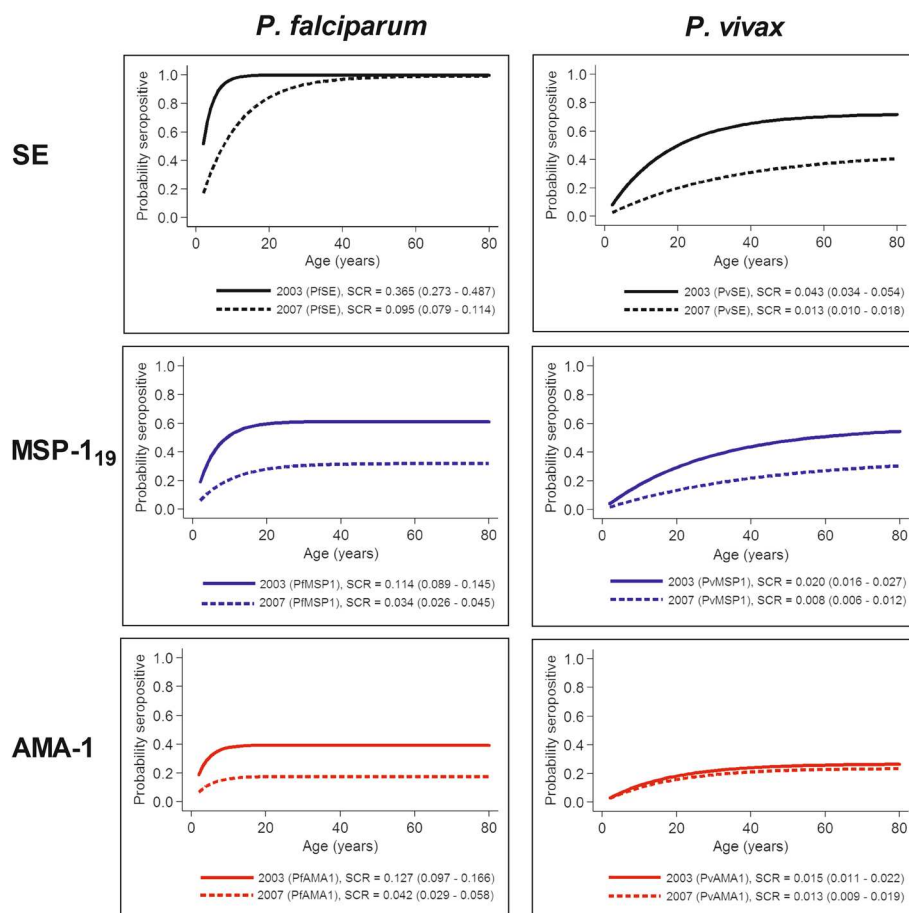 P. falciparum
P. vivax
SE
Probability seropositive
1.0
0.8
0.6
0.4
0.2
0.0
0 20 40 60 80
Age (years)
2003 (PfSE), SCR = 0.365 (0.273 - 0.487)
2007 (PfSE), SCR = 0.095 (0.079 - 0.114)
Probability seropositive
1.0
0.8
0.6
0.4
0.2
0.0
0 20 40 60 80
Age (years)
2003 (PvSE), SCR = 0.043 (0.034 - 0.054)
2007 (PvSE), SCR = 0.013 (0.010 - 0.018)
MSP-1₁₉
Probability seropositive
1.0
0.8
0.6
0.4
0.2
0.0
0 20 40 60 80
Age (years)
2003 (PfMSP1), SCR = 0.114 (0.089 - 0.145)
2007 (PfMSP1), SCR = 0.034 (0.026 - 0.045)
Probability seropositive
1.0
0.8
0.6
0.4
0.2
0.0
0 20 40 60 80
Age (years)
2003 (PvMSP1), SCR = 0.020 (0.016 - 0.027)
2007 (PvMSP1), SCR = 0.008 (0.006 - 0.012)
AMA-1
Probability seropositive
1.0
0.8
0.6
0.4
0.2
0.0
0 20 40 60 80
Age (years)
2003 (PfAMA1), SCR = 0.127 (0.097 - 0.166)
2007 (PfAMA1), SCR = 0.042 (0.029 - 0.058)
Probability seropositive
1.0
0.8
0.6
0.4
0.2
0.0
0 20 40 60 80
Age (years)
2003 (PvAMA1), SCR = 0.015 (0.011 - 0.022)
2007 (PvAMA1), SCR = 0.013 (0.009 - 0.019)